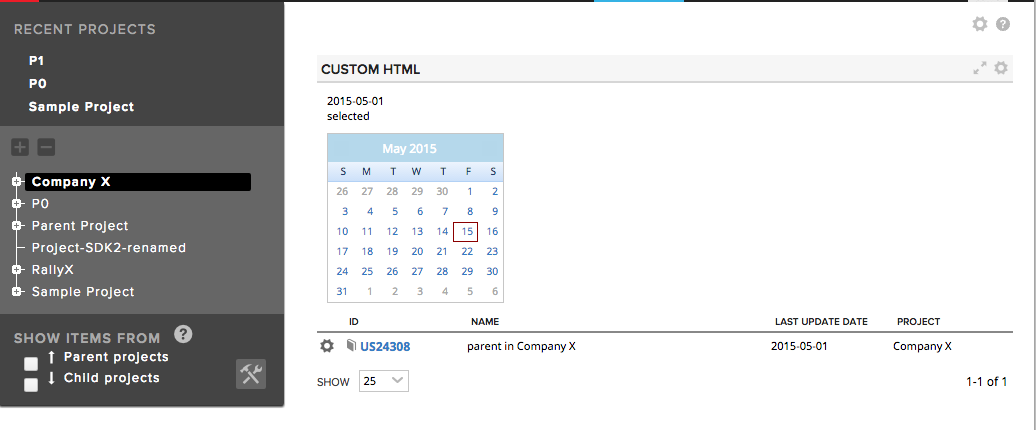 RECENT PROJECTS
P1
P0
Sample Project
Company X
P0
Parent Project
Project-SDK2-renamed
RallyX
Sample Project
SHOW ITEMS FROM ?
Parent projects
Child projects
?
CUSTOM HTML
2015-05-01
selected
May 2015
S M T W T F S
26 27 28 29 30 1 2
3 4 5 6 7 8 9
10 11 12 13 14 15 16
17 18 19 20 21 22 23
24 25 26 27 28 29 30
31 1 2 3 4 5 6
ID NAME LAST UPDATE DATE PROJECT
US24308 parent in Company X 2015-05-01 Company X
SHOW 25 1-1 of 1